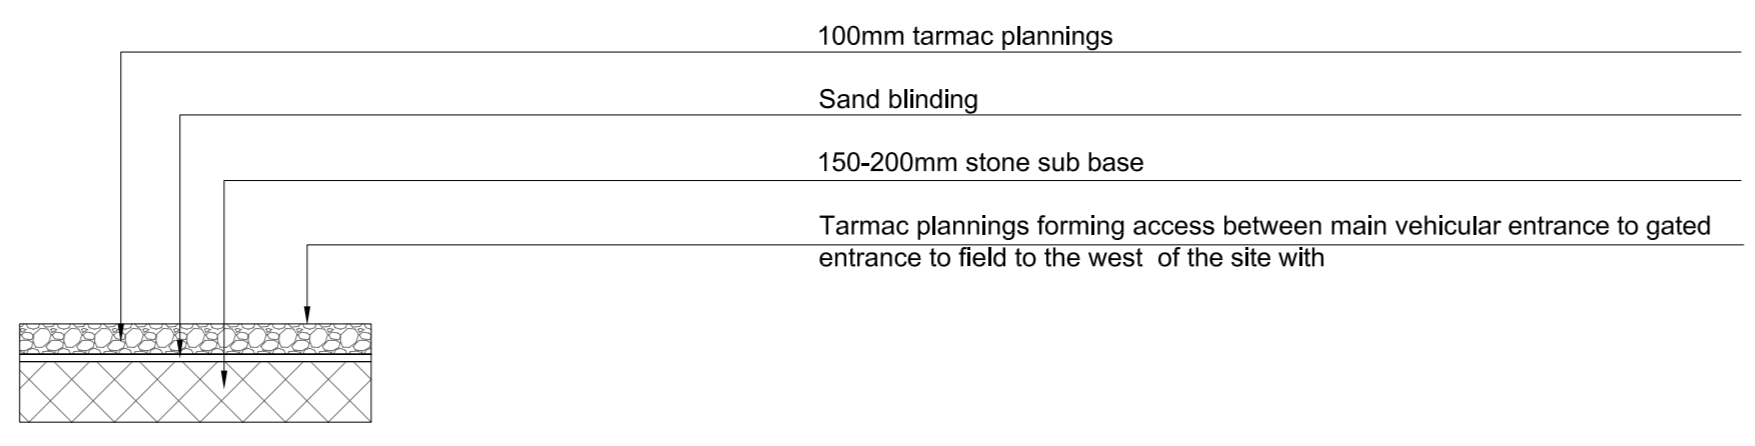 100mm tarmac plannings
Sand blinding
150-200mm stone sub base
Tarmac plannings forming access between main vehicular entrance to gated
entrance to field to the west of the site with